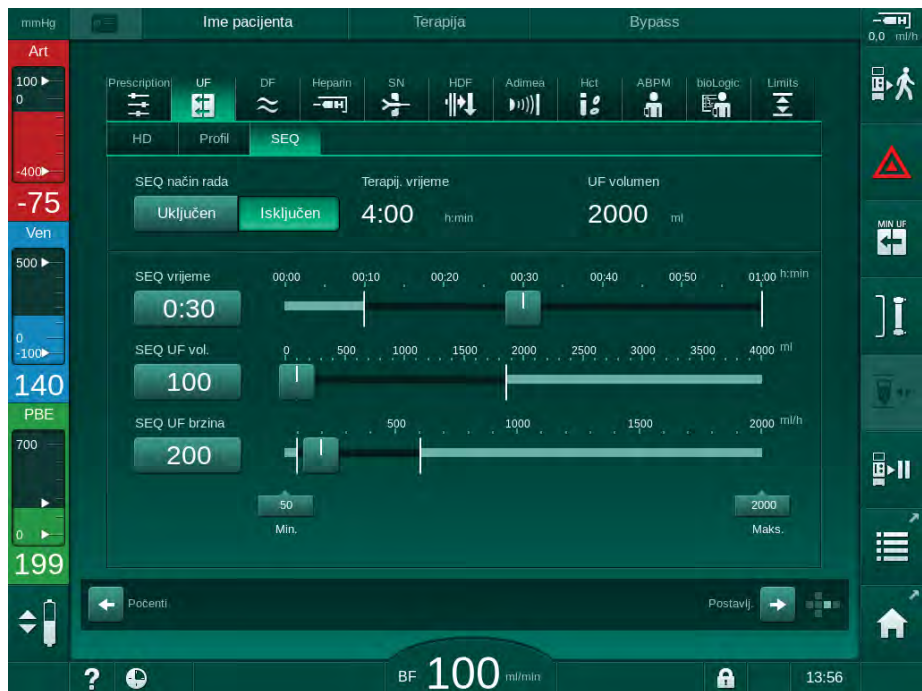 mmHg Ime pacijenta Terapija Bypass
0,0 ml/h
Art
100
0
-400
-75
Ven
500
0
-100
140
PBE
700
0
199
Prescription UF DF Heparin SN HDF Adimea Hct ABPM bioLogic Limits
HD Profil SEQ
SEQ način rada Terapij. vrijeme UF volumen
Uključen Isključen 4:00 h:min 2000 ml
SEQ vrijeme 00:00 00:10 00:20 00:30 00:40 00:50 01:00 h:min
0:30
SEQ UF vol. 0 500 1000 1500 2000 2500 3000 3500 4000 ml
100
SEQ UF brzina 500 1000 1500 2000 ml/h
200
50 2000
Min. Maks.
Počenti Postavlj.
MIN UF
? BF 100 ml/min 13:56